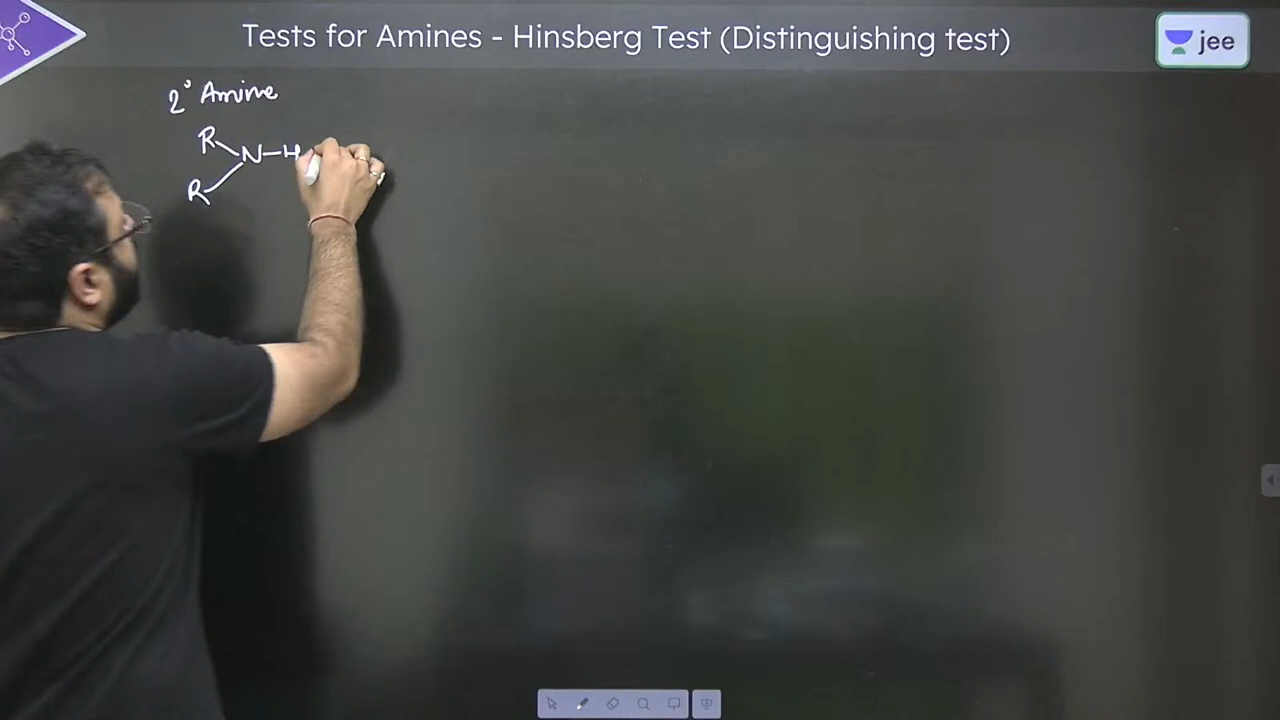 Tests for Amines - Hinsberg Test (Distinguishing test)
jee
2° Amine
R
N-H
R